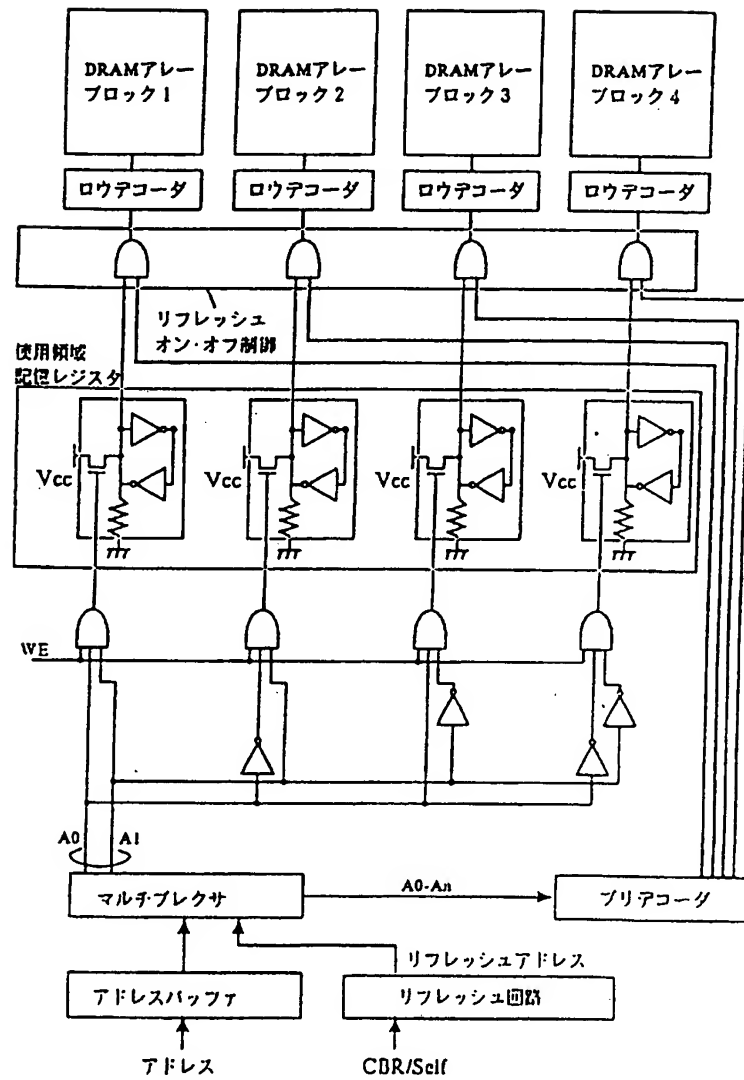 DRAMアレー
ブロック1
DRAMアレー
ブロック2
DRAMアレー
ブロック3
DRAMアレー
ブロック4
ロウデコーダ
ロウデコーダ
ロウデコーダ
ロウデコーダ
リフレッシュ
オン・オフ制御
使用領域
記憶レジスタ
Vcc
Vcc
Vcc
Vcc
WE
A0
A1
マルチプレクサ
A0-An
プリデコーダ
リフレッシュアドレス
アドレスバッファ
リフレッシュ回路
アドレス
CBR/Self